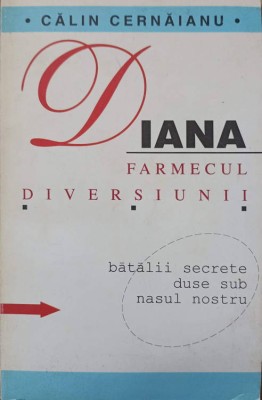 • CĂLIN CERNĂIANU •
DIANA
FARMECUL
DIVERSIUNII
bătălii secrete
duse sub
nasul nostru